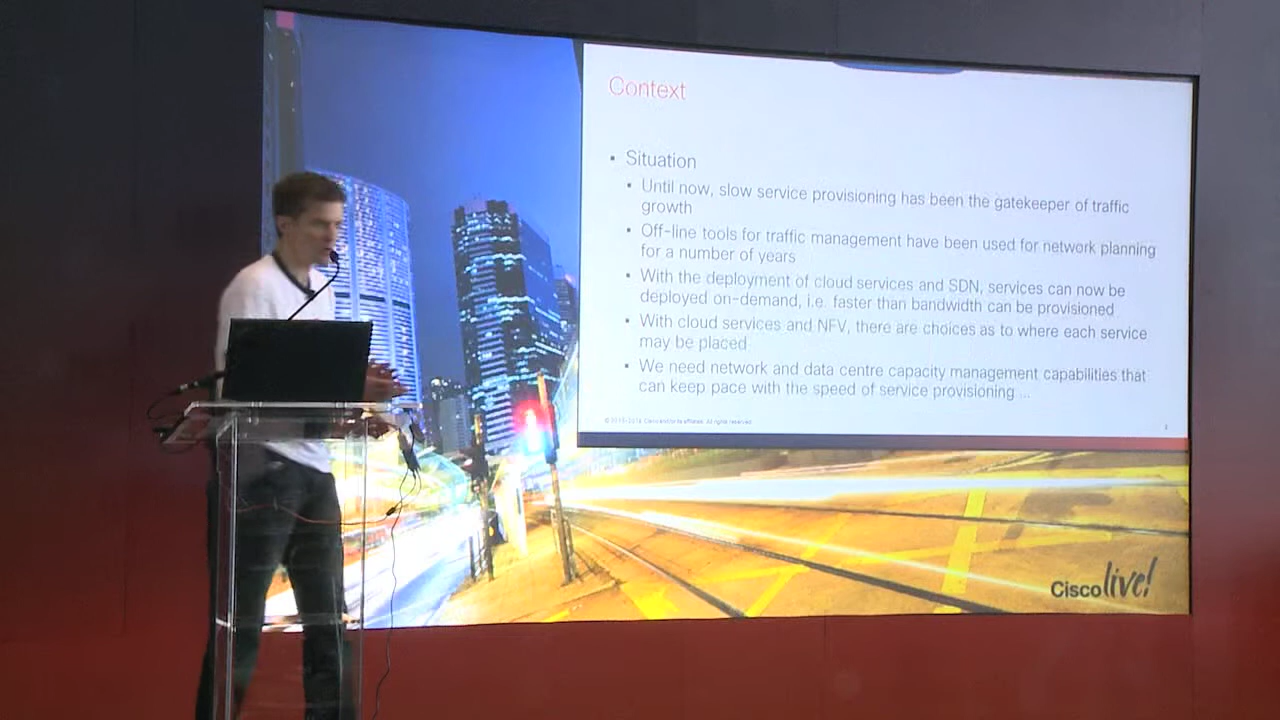 Context
• Situation
• Until now, slow service provisioning has been the gatekeeper of traffic
growth
• Off-line tools for traffic management have been used for network planning
for a number of years
• With the deployment of cloud services and SDN, services can now be
deployed on-demand, i.e. faster than bandwidth can be provisioned
• With cloud services and NFV, there are choices as to where each service
may be placed
• We need network and data centre capacity management capabilities that
can keep pace with the speed of service provisioning ...
Cisco live!